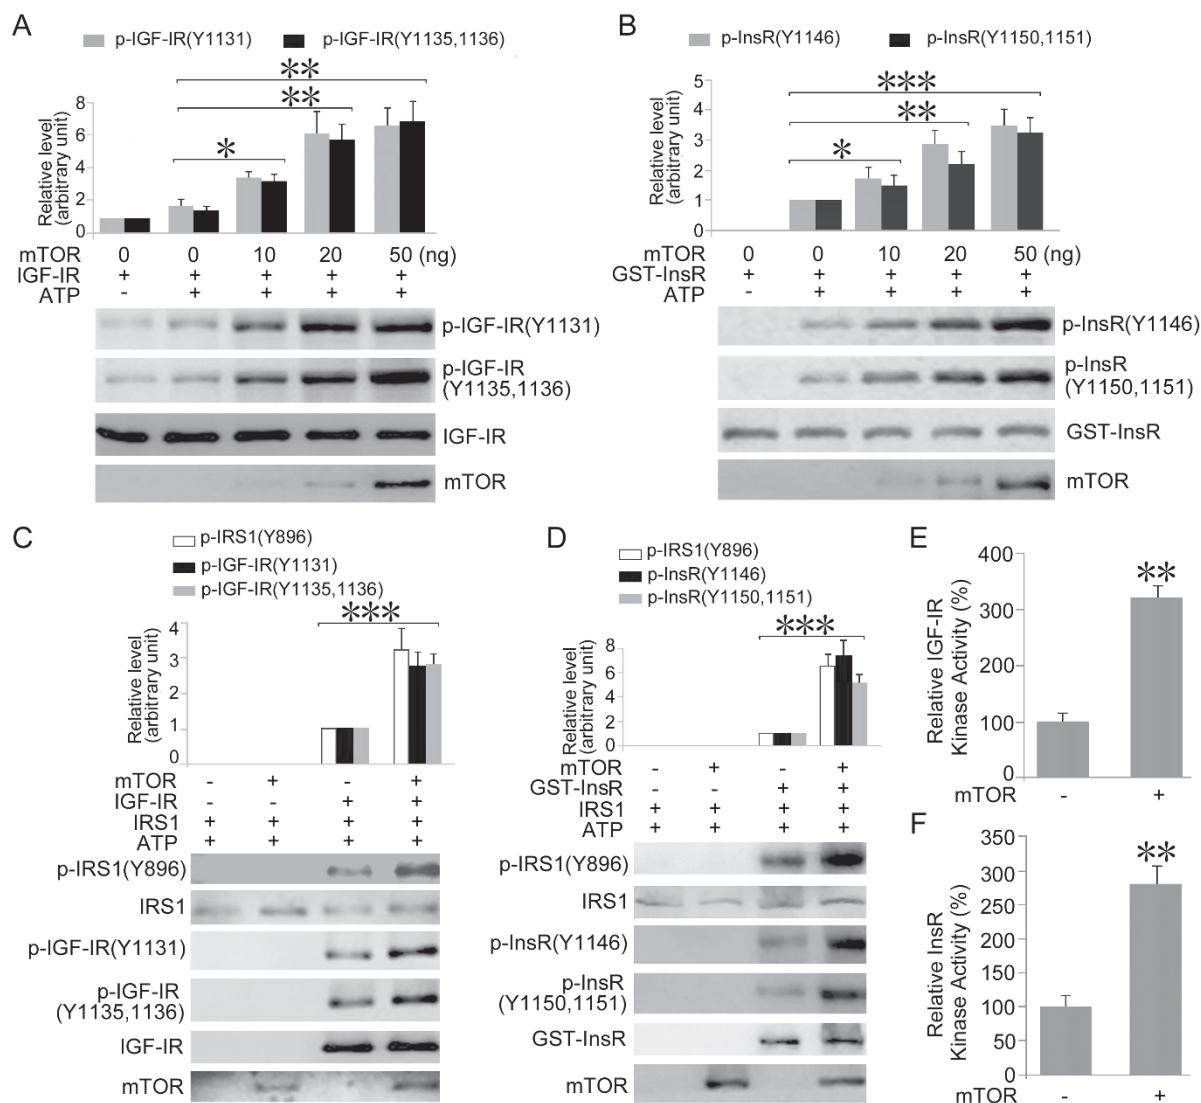 A
p-IGF-IR(Y1131) p-IGF-IR(Y1135,1136)
**
**
*
Relative level
(arbitrary unit)
8
6
4
2
0
mTOR 0 0 10 20 50 (ng)
IGF-IR + + + + +
ATP - + + + +
p-IGF-IR(Y1131)
p-IGF-IR
(Y1135,1136)
IGF-IR
mTOR
B
p-InsR(Y1146) p-InsR(Y1150,1151)
***
**
*
Relative level
(arbitrary unit)
5
4
3
2
1
0
mTOR 0 0 10 20 50 (ng)
GST-InsR + + + + +
ATP - + + + +
p-InsR(Y1146)
p-InsR
(Y1150,1151)
GST-InsR
mTOR
C
p-IRS1(Y896)
p-IGF-IR(Y1131)
p-IGF-IR(Y1135,1136)
***
Relative level
(arbitrary unit)
4
3
2
1
0
mTOR - + - +
IGF-IR - - + +
IRS1 + + + +
ATP + + + +
p-IRS1(Y896)
IRS1
p-IGF-IR(Y1131)
p-IGF-IR
(Y1135,1136)
IGF-IR
mTOR
D
p-IRS1(Y896)
p-InsR(Y1146)
p-InsR(Y1150,1151)
***
Relative level
(arbitrary unit)
8
6
4
2
0
mTOR - + - +
GST-InsR - - + +
IRS1 + + + +
ATP + + + +
p-IRS1(Y896)
IRS1
p-InsR(Y1146)
p-InsR
(Y1150,1151)
GST-InsR
mTOR
E
Relative IGF-IR
Kinase Activity (%)
400
300
200
100
0
**
mTOR - +
F
Relative InsR
Kinase Activity (%)
350
300
250
200
150
100
50
0
**
mTOR - +